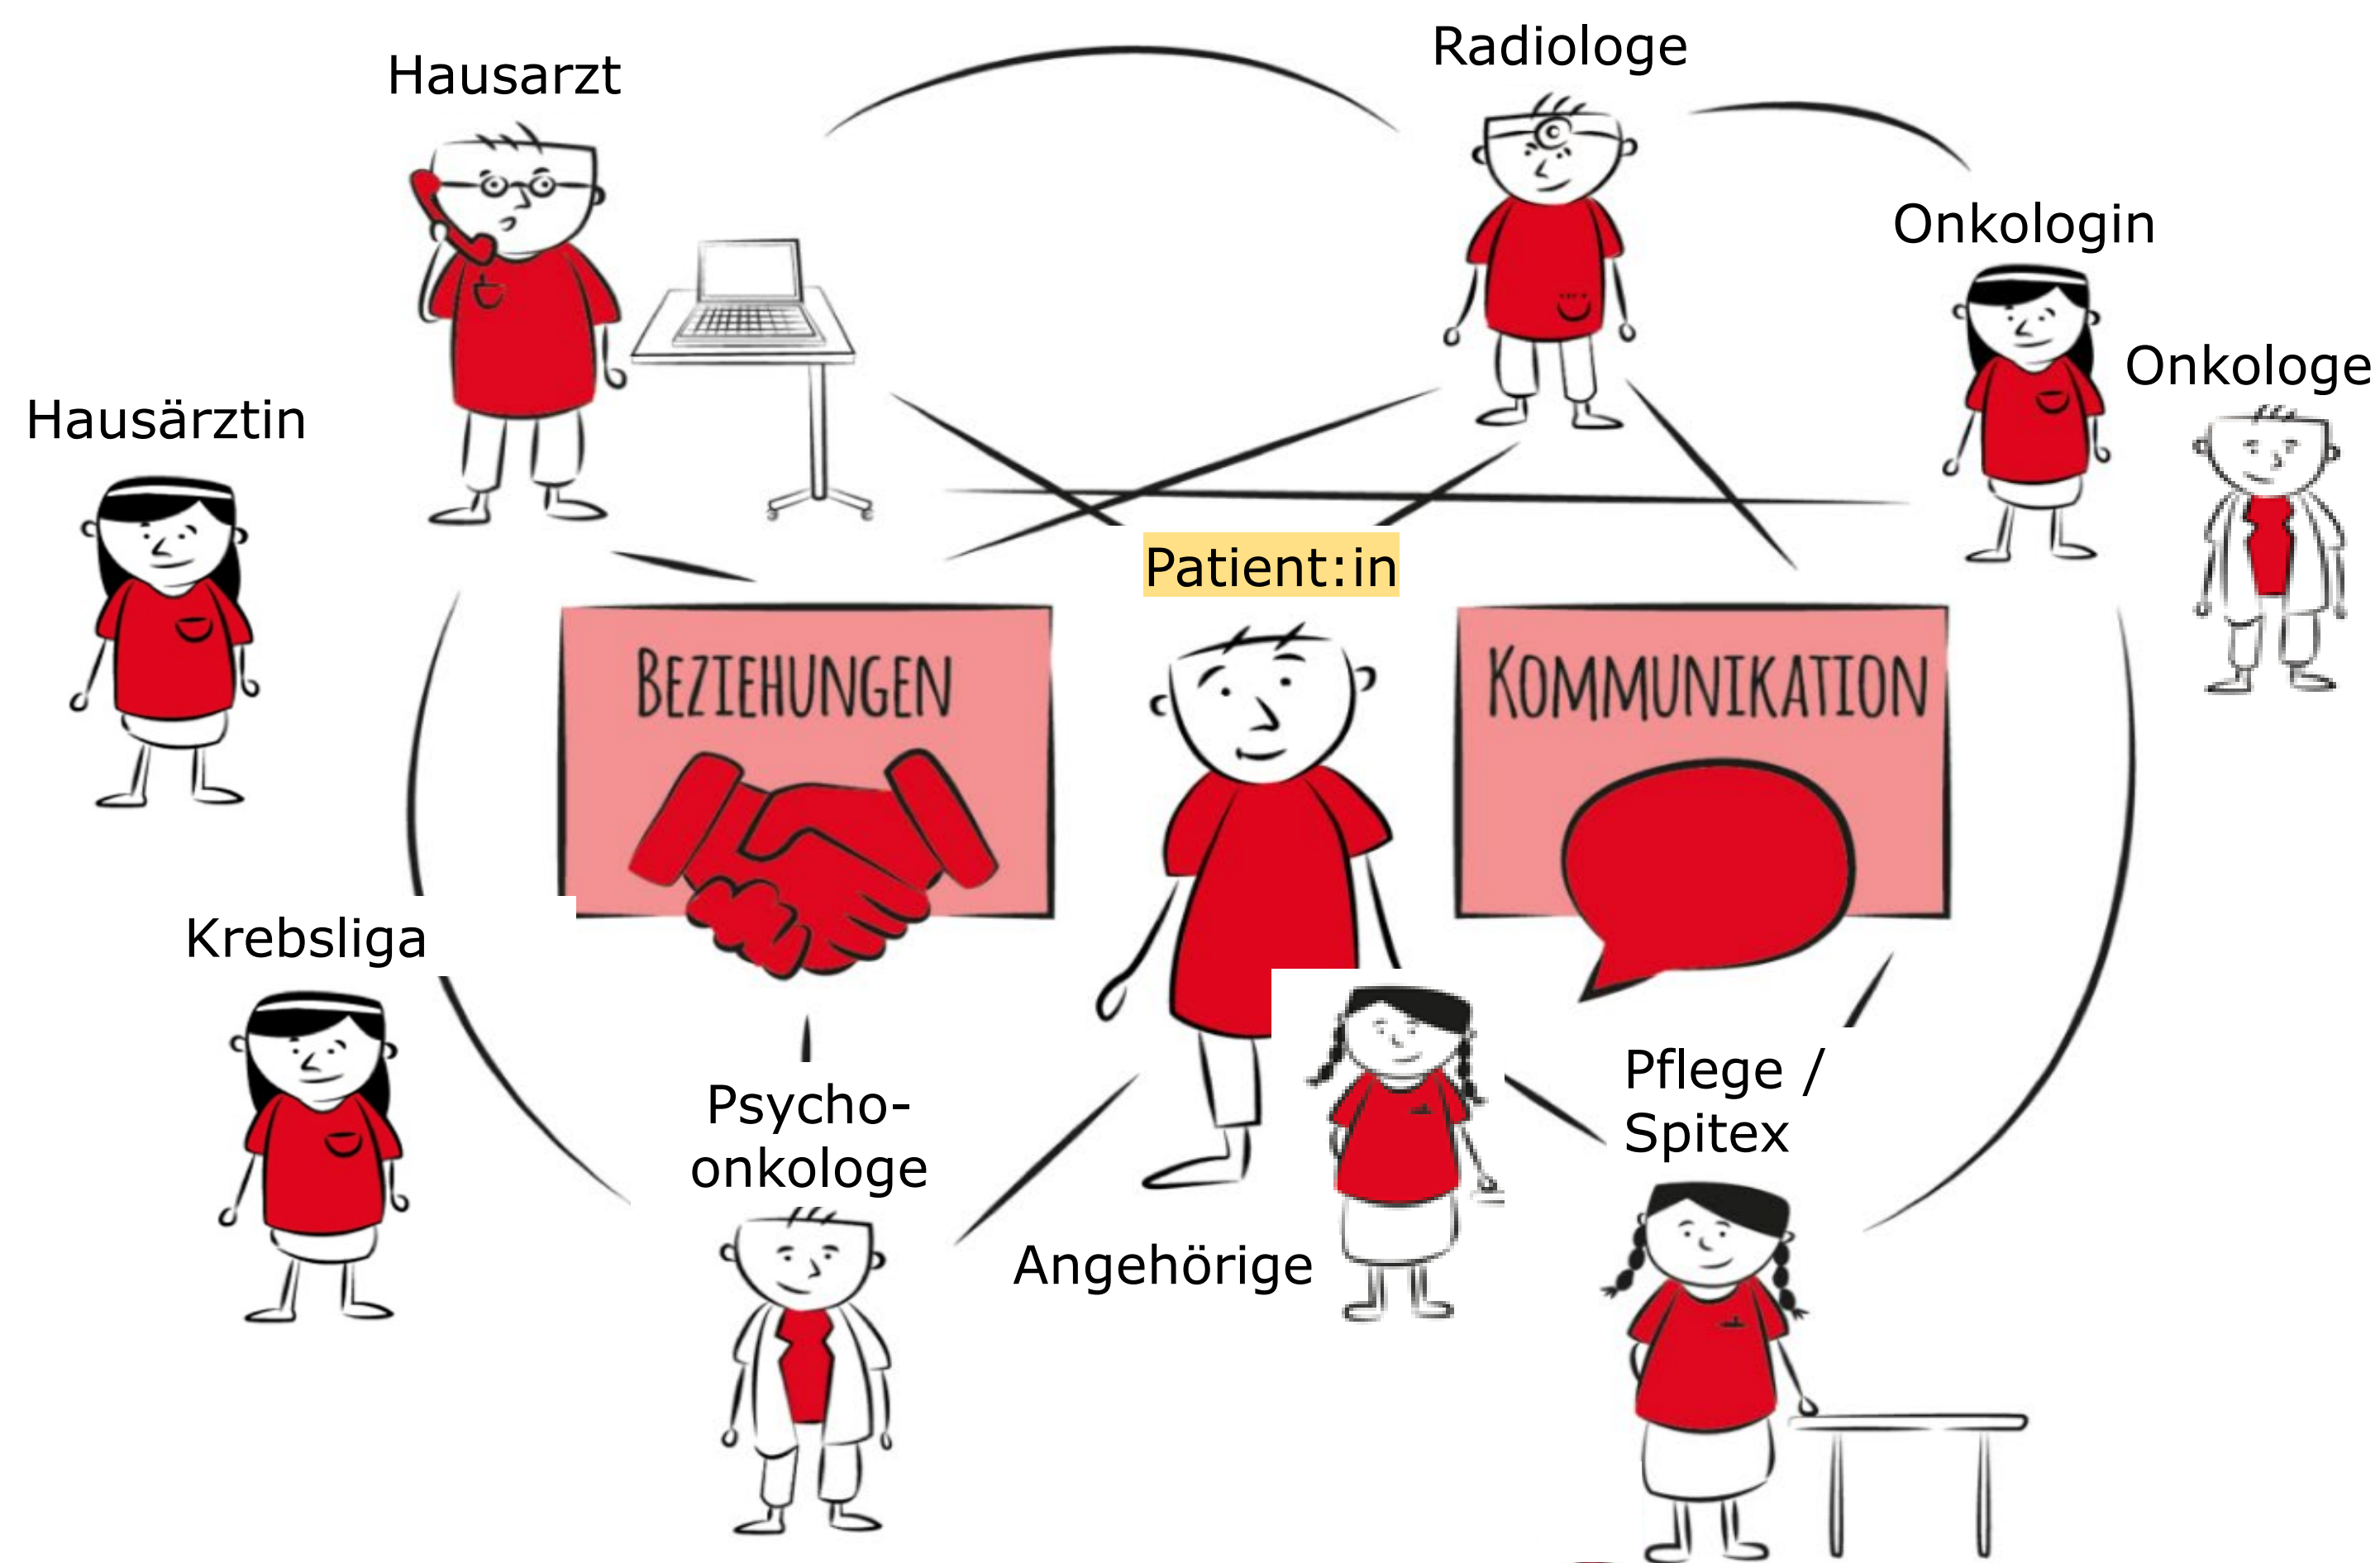 Hausarzt
Radiologe
Onkologin
Onkologe
Hausärztin
Patient:in
BEZIEHUNGEN
KOMMUNIKATION
Krebsliga
Psycho-
onkologe
Pflege /
Spitex
Angehörige